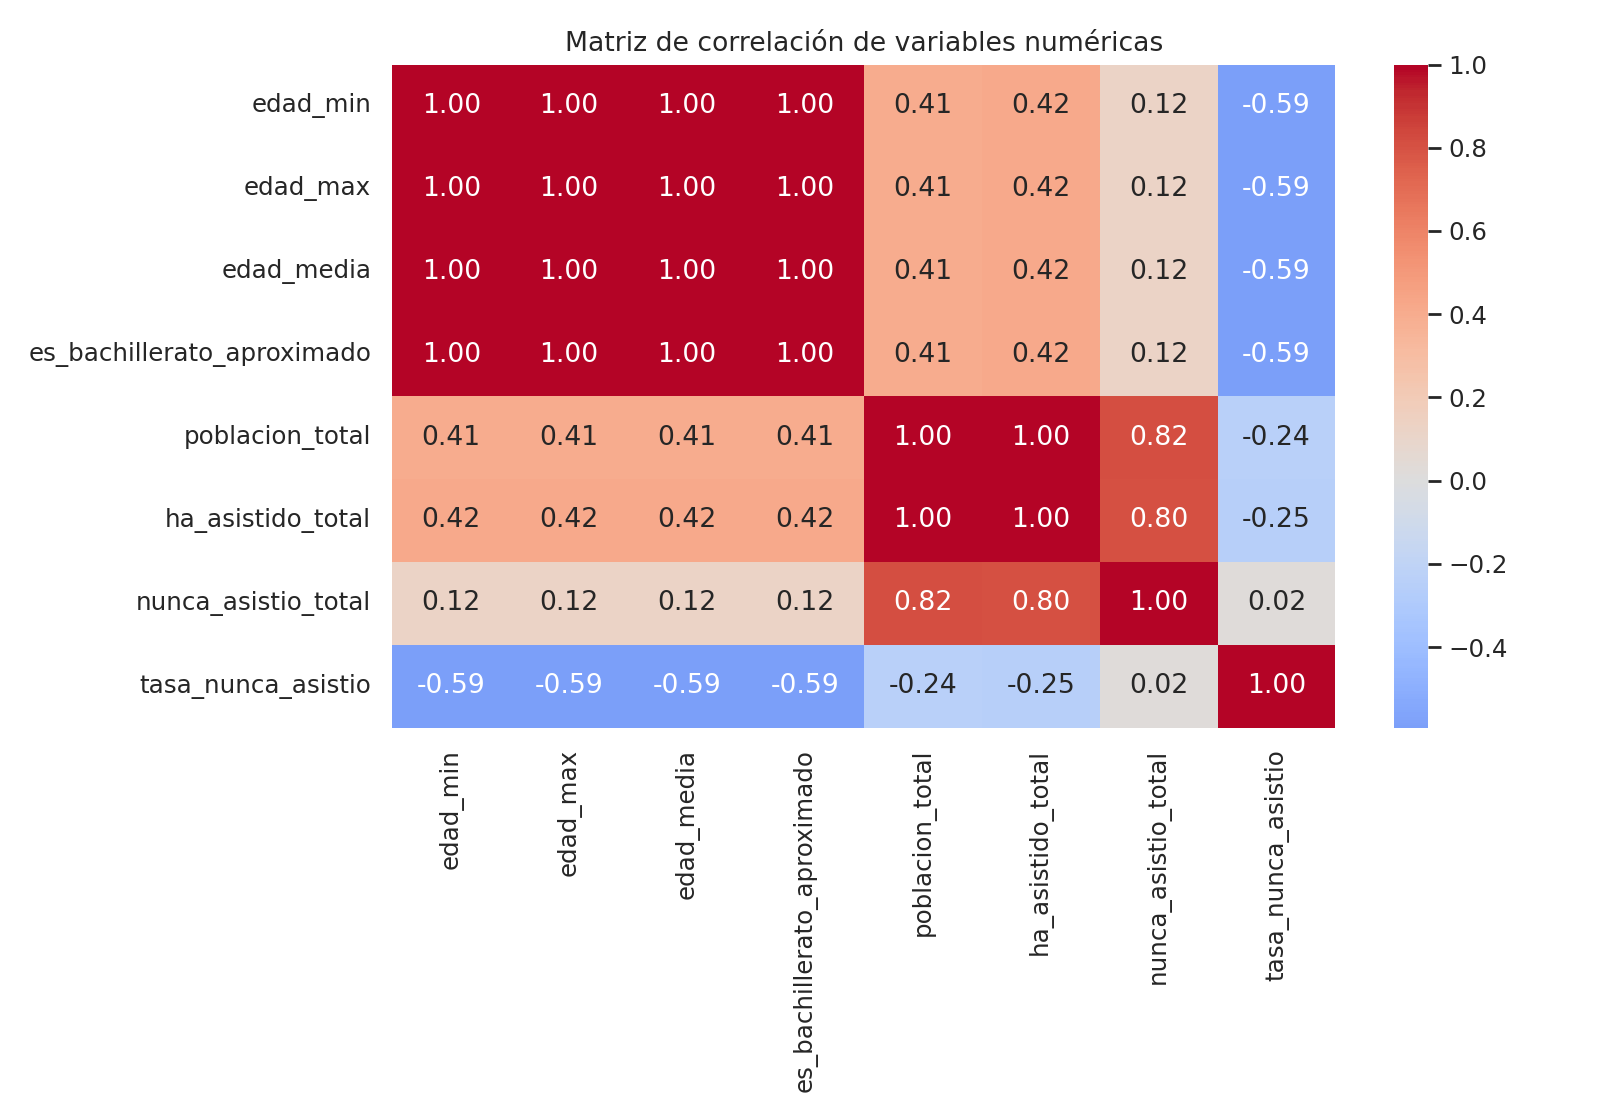 Matriz de correlación de variables numéricas
edad_min 1.00 1.00 1.00 1.00 0.41 0.42 0.12 -0.59
edad_max 1.00 1.00 1.00 1.00 0.41 0.42 0.12 -0.59
edad_media 1.00 1.00 1.00 1.00 0.41 0.42 0.12 -0.59
es_bachillerato_aproximado 1.00 1.00 1.00 1.00 0.41 0.42 0.12 -0.59
poblacion_total 0.41 0.41 0.41 0.41 1.00 1.00 0.82 -0.24
ha_asistido_total 0.42 0.42 0.42 0.42 1.00 1.00 0.80 -0.25
nunca_asistio_total 0.12 0.12 0.12 0.12 0.82 0.80 1.00 0.02
tasa_nunca_asistio -0.59 -0.59 -0.59 -0.59 -0.24 -0.25 0.02 1.00
edad_min
edad_max
edad_media
es_bachillerato_aproximado
poblacion_total
ha_asistido_total
nunca_asistio_total
tasa_nunca_asistio
1.0
0.8
0.6
0.4
0.2
0.0
−0.2
−0.4